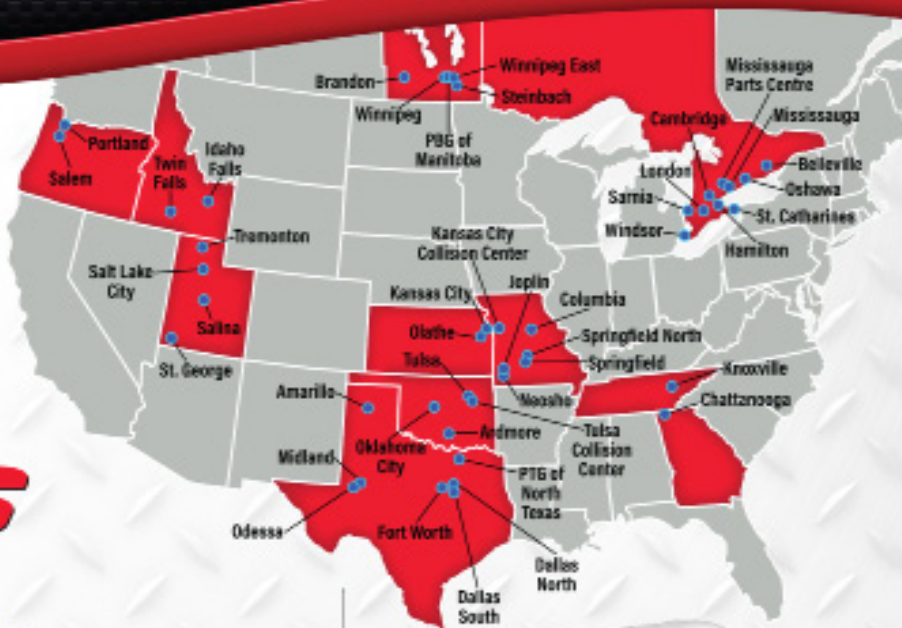 Brandon
Winnipeg East
Winnipeg
Steinbach
PBG of
Manitoba
Mississauga
Parts Centre
Cambridge
Mississauga
London
Belleville
Sarnia
Oshawa
St. Catharines
Windsor
Hamilton
Portland
Salem
Twin
Falls
Idaho
Falls
Tremonton
Salt Lake
City
Salina
St. George
Kansas City
Collision Center
Joplin
Kansas City
Columbia
Olathe
Springfield North
Tulsa
Springfield
Neosho
Knoxville
Chattanooga
Amarillo
Ardmore
Oklahoma
City
Tulsa
Collision
Center
Midland
PTG of
North
Texas
Odessa
Fort Worth
Dallas
North
Dallas
South